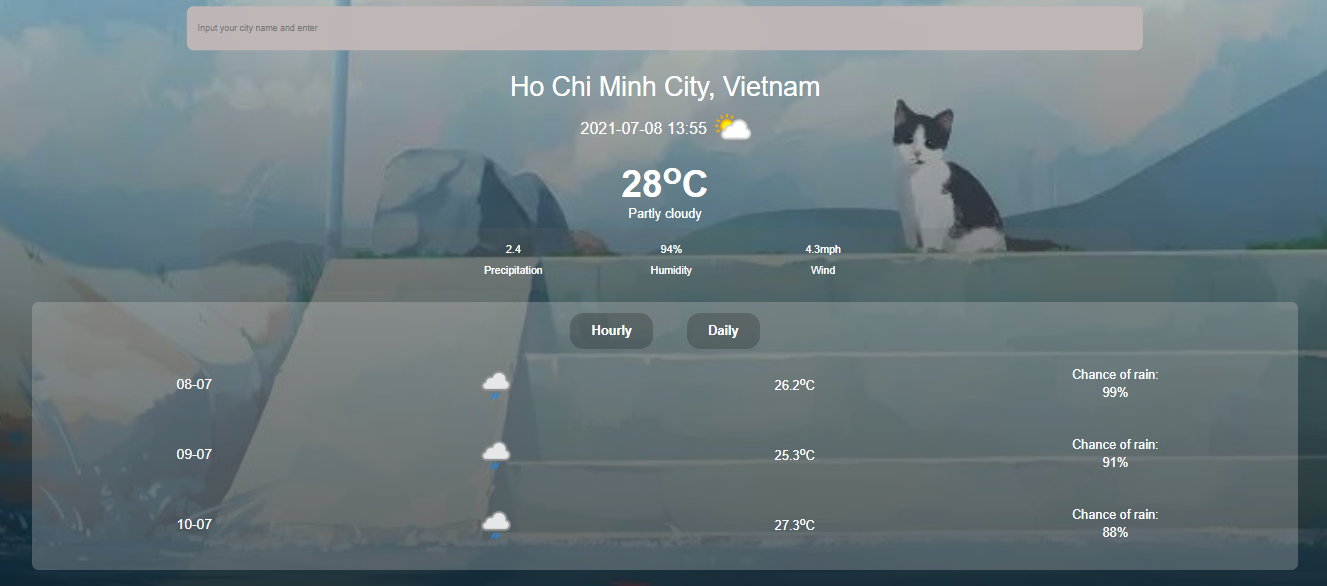 Input your city name and enter
Ho Chi Minh City, Vietnam
2021-07-08 13:55
28ºC
Partly cloudy
2.4 94% 4.3mph
Precipitation Humidity Wind
Hourly Daily
08-07 26.2ºC Chance of rain:
99%
09-07 25.3ºC Chance of rain:
91%
10-07 27.3ºC Chance of rain:
88%